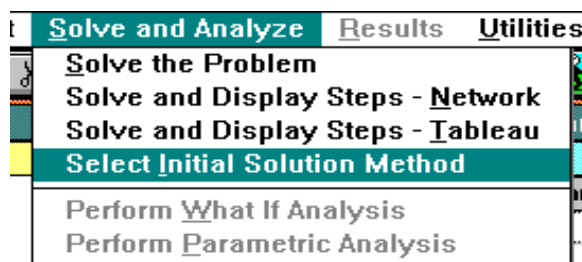 Solve and Analyze Results Utilities
Solve the Problem
Solve and Display Steps - Network
Solve and Display Steps - Tableau
Select Initial Solution Method
Perform What If Analysis
Perform Parametric Analysis